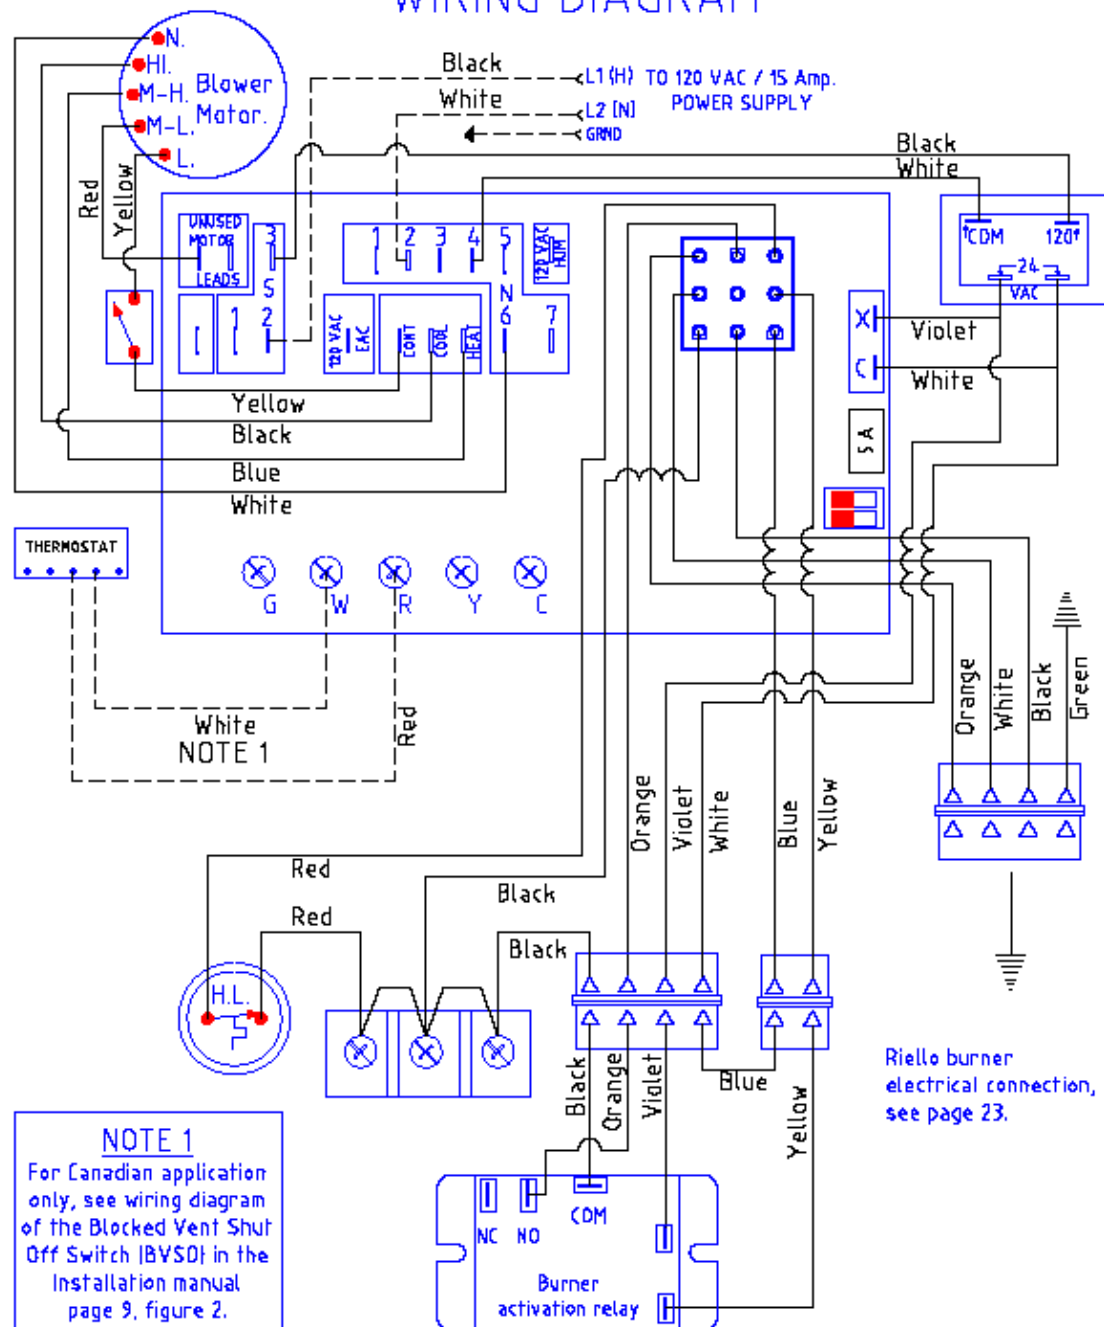 WIRING DIAGRAM
N.
HI.
M-H.
M-L.
L.
Blower
Motor.
Black
White
L1 (H) TO 120 VAC / 15 Amp.
POWER SUPPLY
L2 [N]
GRND
Black
White
Red
Yellow
UNUSED
MOTOR
LEADS
3
S
1 2
1 2 3 4 5
N
6 7
120 VAC
HUM
120 VAC
EAC
CONT
COOL
HEAT
COM 120
24
VAC
X
C
Violet
White
5 A
Yellow
Black
Blue
White
THERMOSTAT
G W R Y C
White
NOTE 1
Red
Orange
White
Black
Green
Orange
Violet
White
Blue
Yellow
Red
Black
Red
Black
H.L.
Black
Orange
Violet
Blue
Yellow
Riello burner
electrical connection,
see page 23.
NOTE 1
For Canadian application
only, see wiring diagram
of the Blocked Vent Shut
Off Switch (BVSO) in the
Installation manual
page 9, figure 2.
NC NO COM
Burner
activation relay